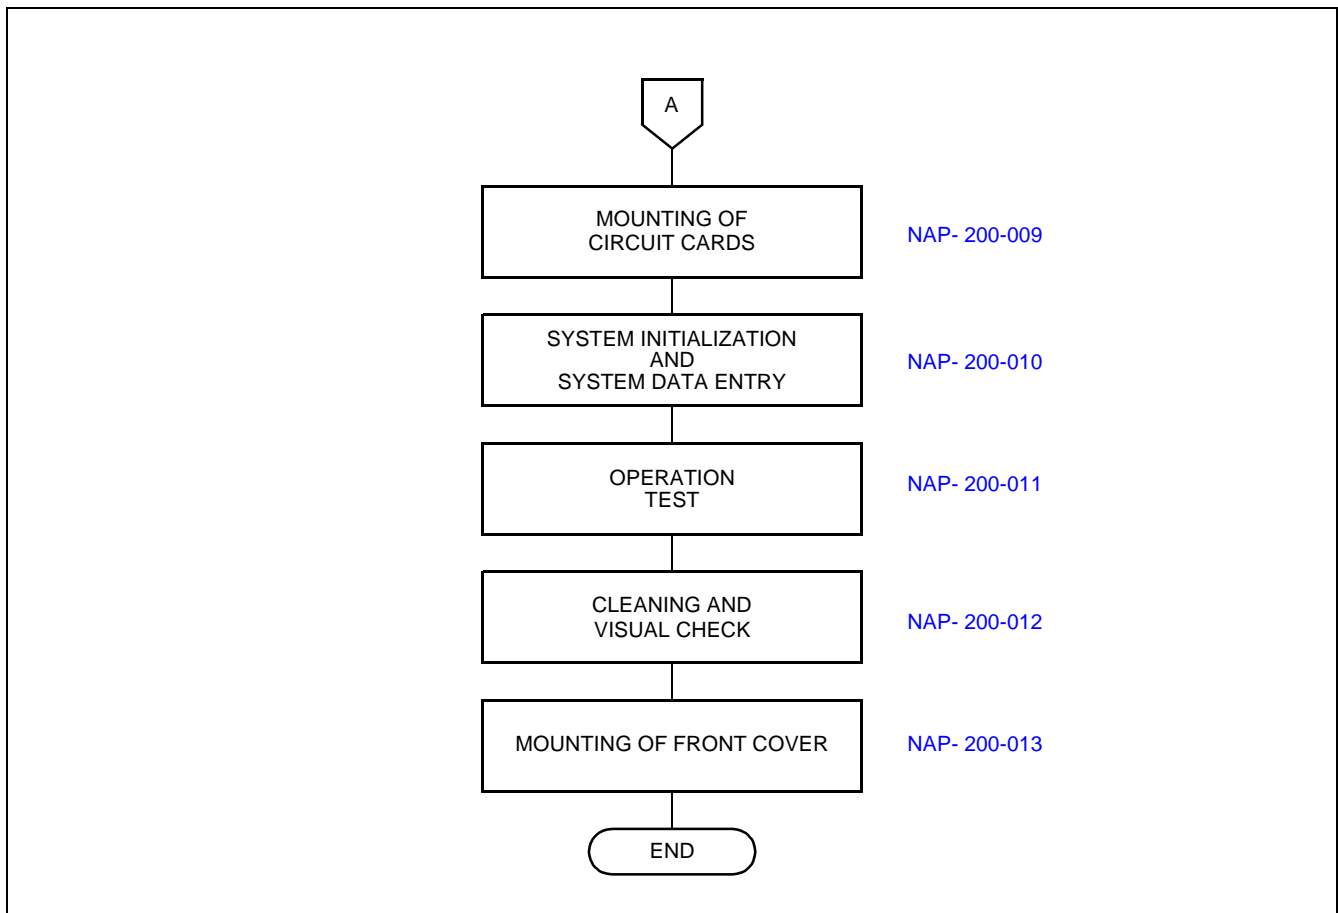 A
MOUNTING OF
CIRCUIT CARDS
NAP- 200-009
SYSTEM INITIALIZATION
AND
SYSTEM DATA ENTRY
NAP- 200-010
OPERATION
TEST
NAP- 200-011
CLEANING AND
VISUAL CHECK
NAP- 200-012
MOUNTING OF FRONT COVER
NAP- 200-013
END